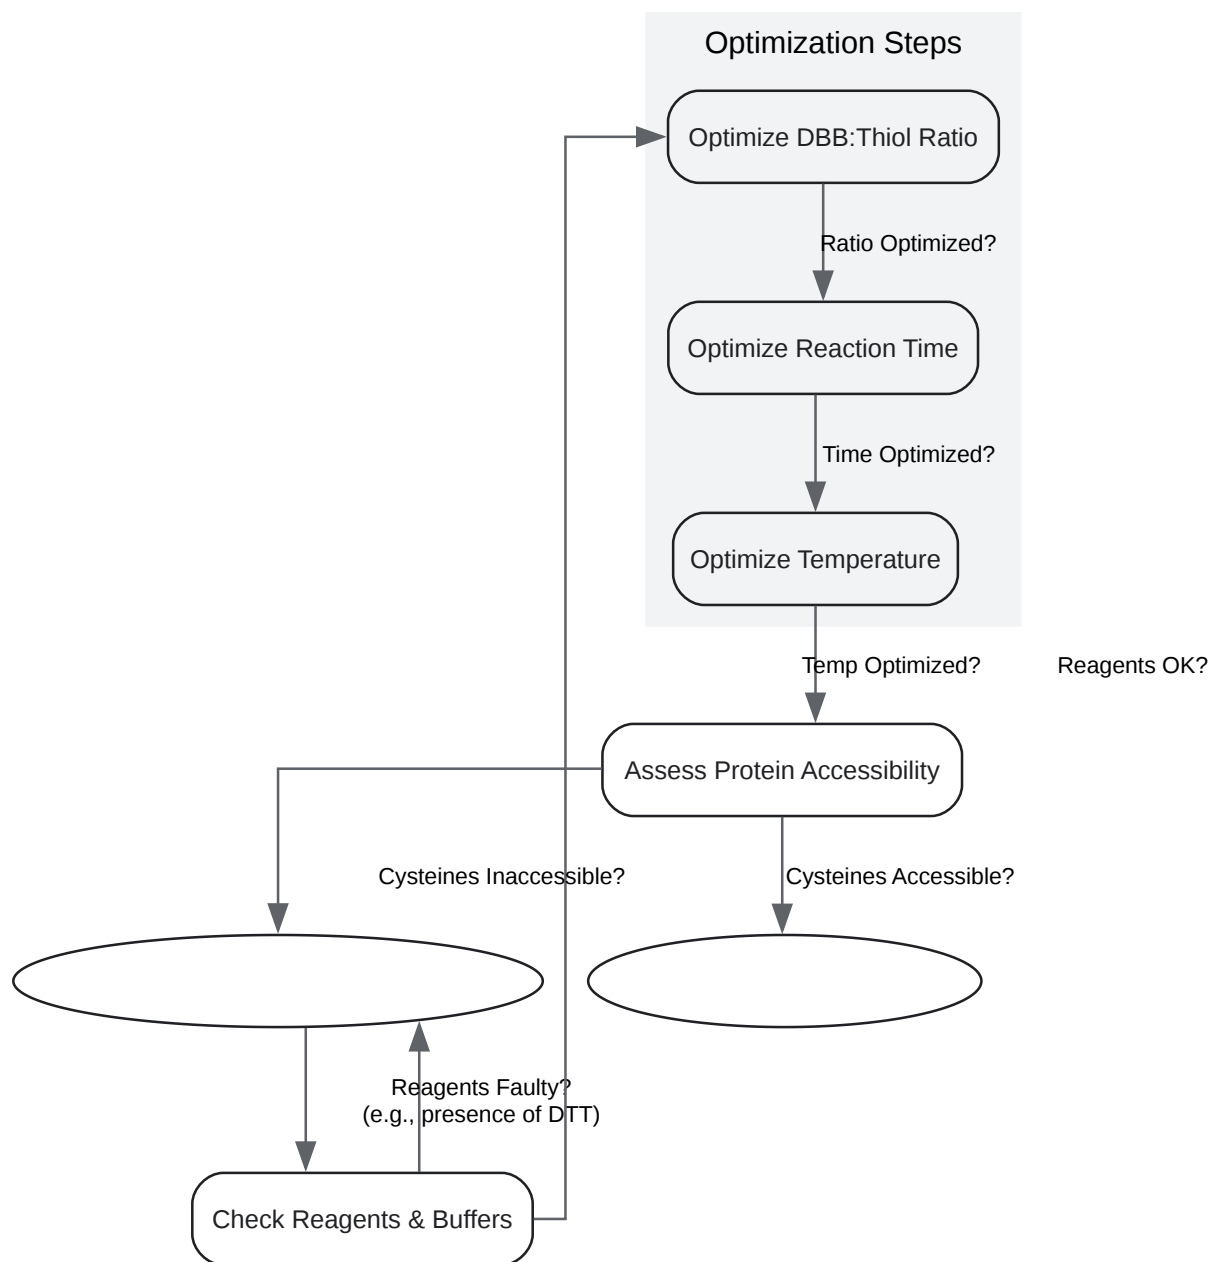 Optimization Steps
Optimize DBB:Thiol Ratio
Ratio Optimized?
Optimize Reaction Time
Time Optimized?
Optimize Temperature
Temp Optimized?
Reagents OK?
Assess Protein Accessibility
Cysteines Inaccessible?
Cysteines Accessible?
Reagents Faulty?
(e.g., presence of DTT)
Check Reagents & Buffers